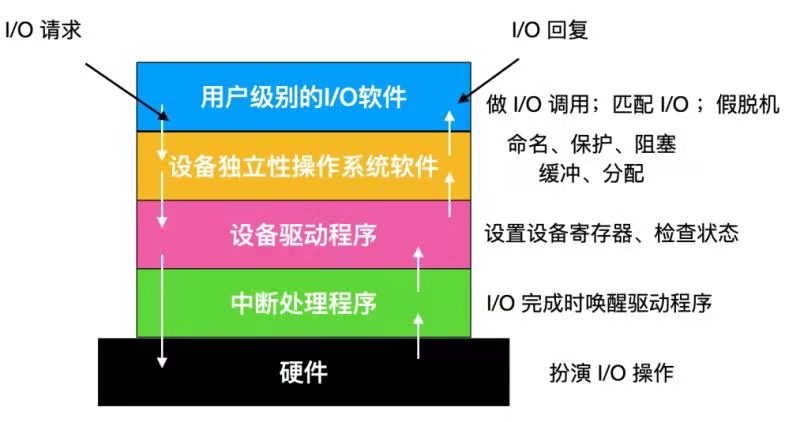 I/O 请求
I/O 回复
用户级别的I/O软件
做 I/O 调用；匹配 I/O ；假脱机
设备独立性操作系统软件
命名、保护、阻塞
缓冲、分配
设备驱动程序
设置设备寄存器、检查状态
中断处理程序
I/O 完成时唤醒驱动程序
硬件
扮演 I/O 操作